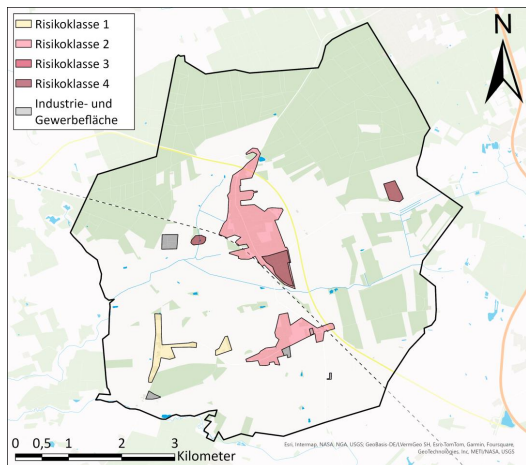 Risikoklasse 1
Risikoklasse 2
Risikoklasse 3
Risikoklasse 4
Industrie- und
Gewerbefläche
N
0 0,5 1 2 3
Kilometer
Esri, Intermap, NASA, NGA, USGS; GeoBasis-DE/LVermGeo SH, Esri, TomTom, Garmin, Foursquare,
GeoTechnologies, Inc, METI/NASA, USGS